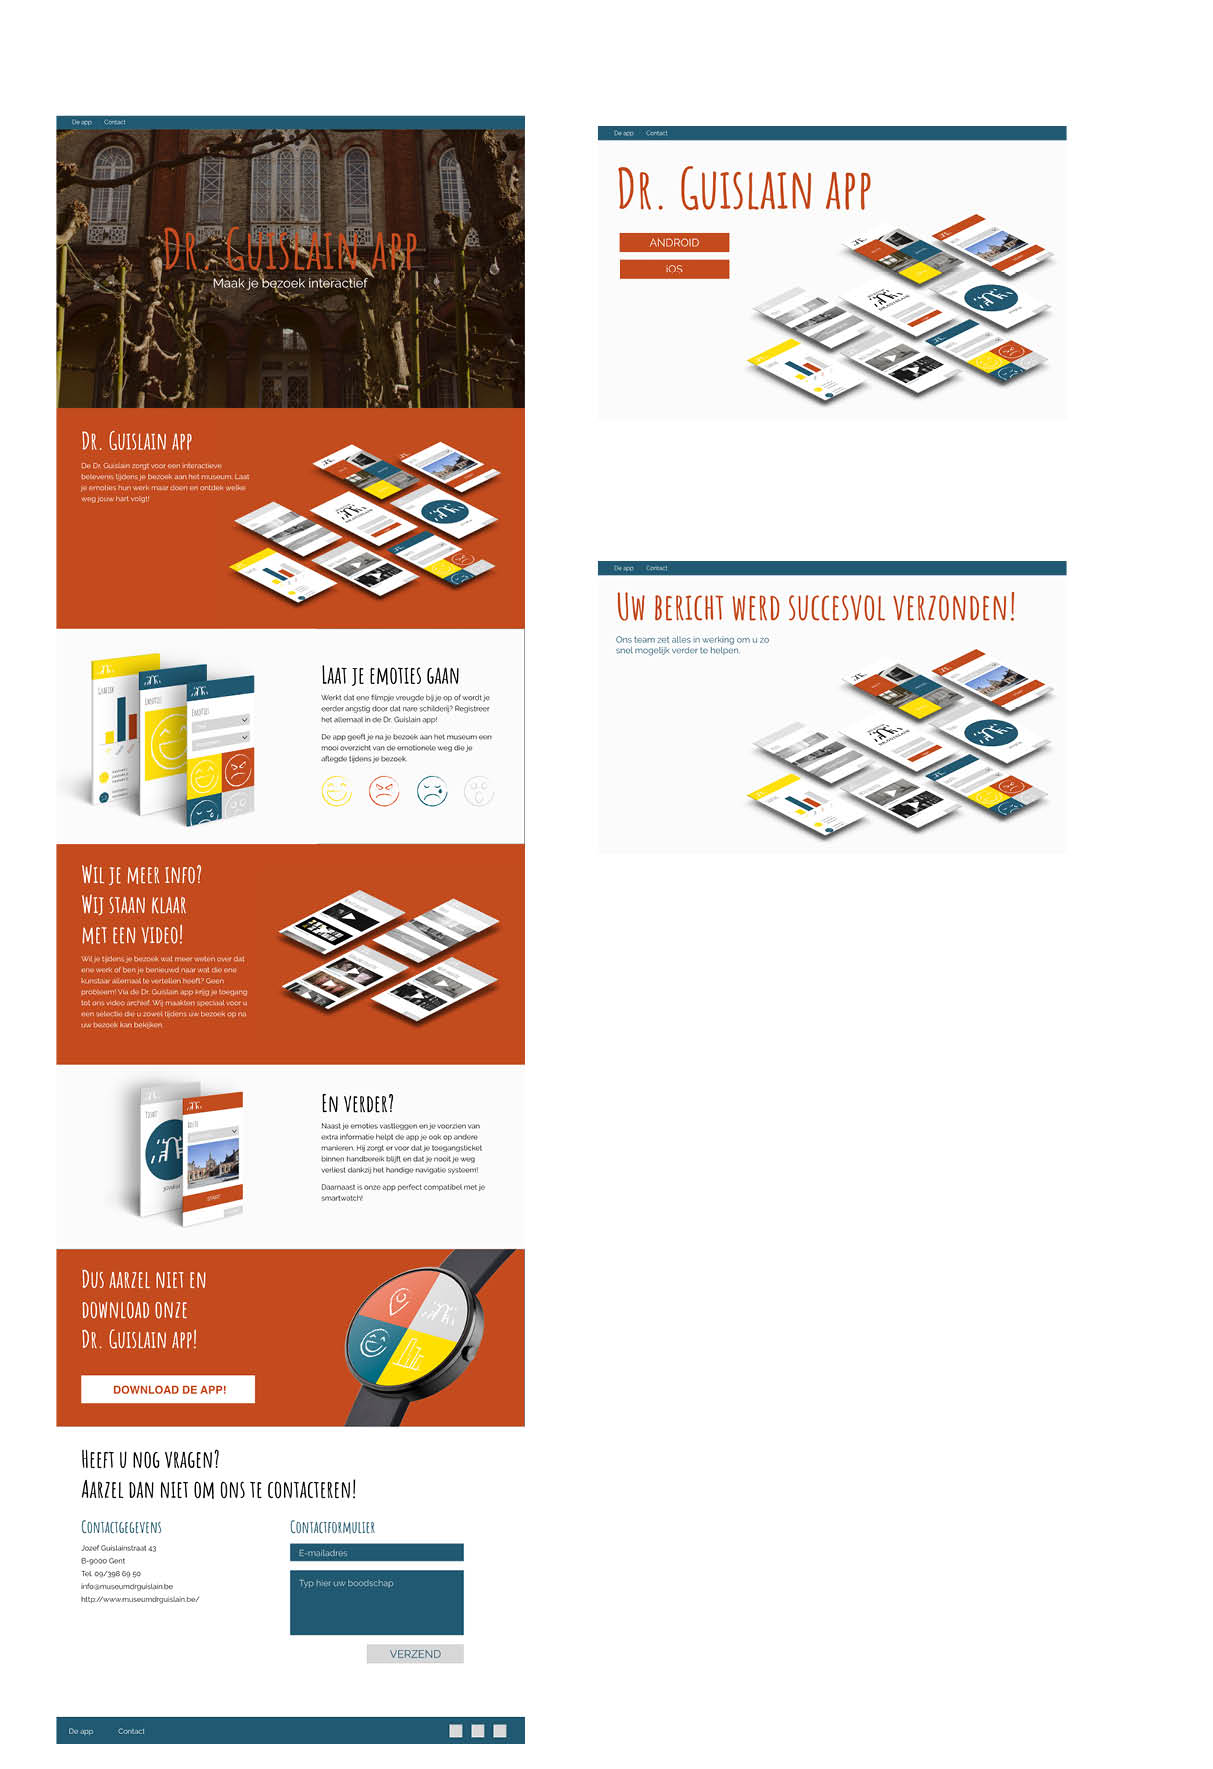 De app Contact
Dr. Guislain app
Maak je bezoek interactief
Dr. Guislain app
De Dr. Guislain zorgt voor een interactieve
belevenis tijdens je bezoek aan het museum. Laat
je emoties hun werk maar doen en ontdek welke
weg jouw hart volgt!
Laat je emoties gaan
Werkt dat ene filmpje vreugde bij je op of wordt je
eerder angstig door dat nare schilderij? Registreer
het allemaal in de Dr. Guislain app!
De app geeft je na je bezoek aan het museum een
mooi overzicht van de emotionele weg die je
aflegde tijdens je bezoek.
Emoties
Emoties
Wil je meer info?
Wij staan klaar
met een video!
Wil je tijdens je bezoek wat meer weten over dat
ene werk of ben je benieuwd naar wat die ene
kunstaar allemaal te vertellen heeft? Geen
probleem! Via de Dr. Guislain app krijg je toegang
tot ons video archief. Wij maakten speciaal voor u
een selectie die u zowel tijdens uw bezoek op na
uw bezoek kan bekijken.
Ticket
Route
En verder?
Naast je emoties vastleggen en je voorzien van
extra informatie helpt de app je ook op andere
manieren. Hij zorgt er voor dat je toegangsticket
binnen handbereik blijft en dat je nooit je weg
verliest dankzij het handige navigatie systeem!
Daarnaast is onze app perfect compatibel met je
smartwatch!
Dus aarzel niet en
download onze
Dr. Guislain app!
DOWNLOAD DE APP!
Heeft u nog vragen?
Aarzel dan niet om ons te contacteren!
Contactgegevens
Jozef Guislainstraat 43
B-9000 Gent
Tel. 09/398 69 50
info@museumdrguislain.be
http://www.museumdrguislain.be/
Contactformulier
E-mailadres
Typ hier uw boodschap
VERZEND
De app Contact
De app Contact
Dr. Guislain app
ANDROID
iOS
De app Contact
Uw bericht werd succesvol verzonden!
Ons team zet alles in werking om u zo
snel mogelijk verder te helpen.